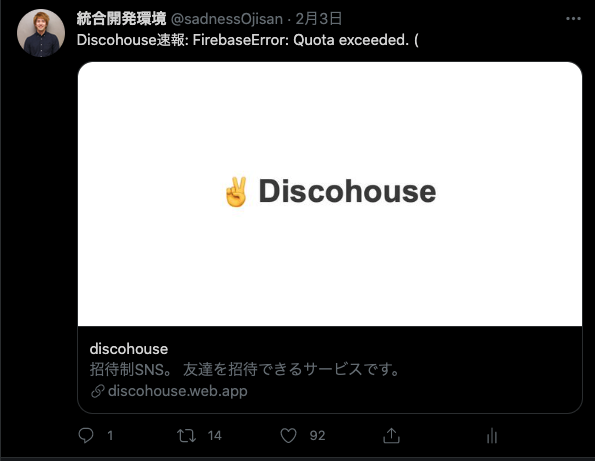 統合開発環境 @sadnessOjisan · 2月3日
Discohouse速報: FirebaseError: Quota exceeded. (
✌️ Discohouse
discohouse
招待制SNS。 友達を招待できるサービスです。
discohouse.web.app
1 14 92